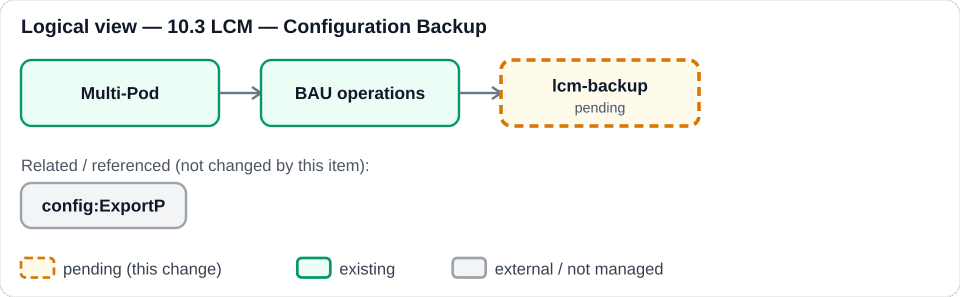 Logical view — 10.3 LCM — Configuration Backup
Multi-Pod
BAU operations
lcm-backup
pending
Related / referenced (not changed by this item):
config:ExportP
pending (this change)
existing
external / not managed